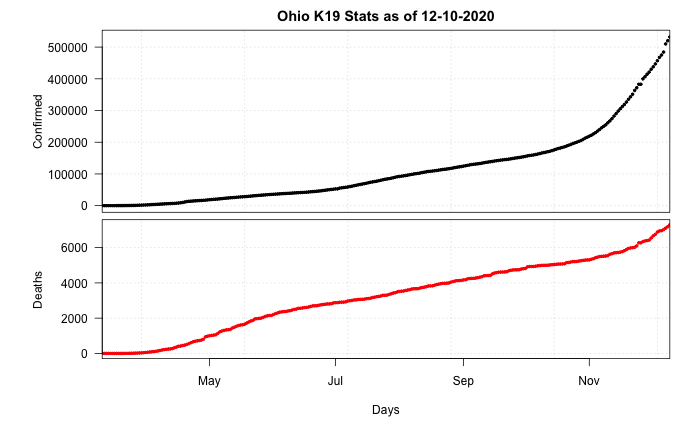 Ohio K19 Stats as of 12-10-2020
Confirmed
500000
400000
300000
200000
100000
0
Deaths
6000
4000
2000
0
May Jul Sep Nov
Days